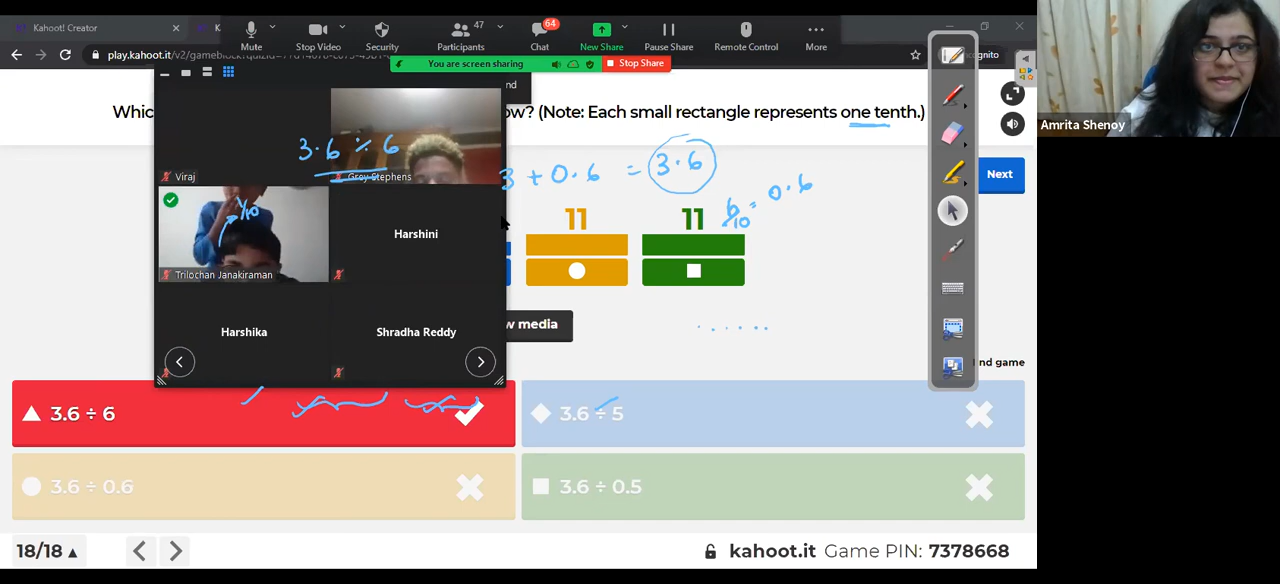 Kahoot! Creator
K
Mute
Stop Video
Security
Participants 47
Chat 64
New Share
Pause Share
Remote Control
More
play.kahoot.it/v2/gameblock
You are screen sharing
Stop Share
nd
cognito
Amrita Shenoy
Whic
ow? (Note: Each small rectangle represents one tenth.)
3.6 ÷ 6
3 + 0.6 = 3.6
6/10 = 0.6
Next
Viraj
Grey Stephens
1/10
Trilochan Janakiraman
Harshini
11
11
Harshika
Shradha Reddy
w media
nd game
3.6 ÷ 6
3.6 ÷ 5
3.6 ÷ 0.6
3.6 ÷ 0.5
18/18
kahoot.it Game PIN: 7378668